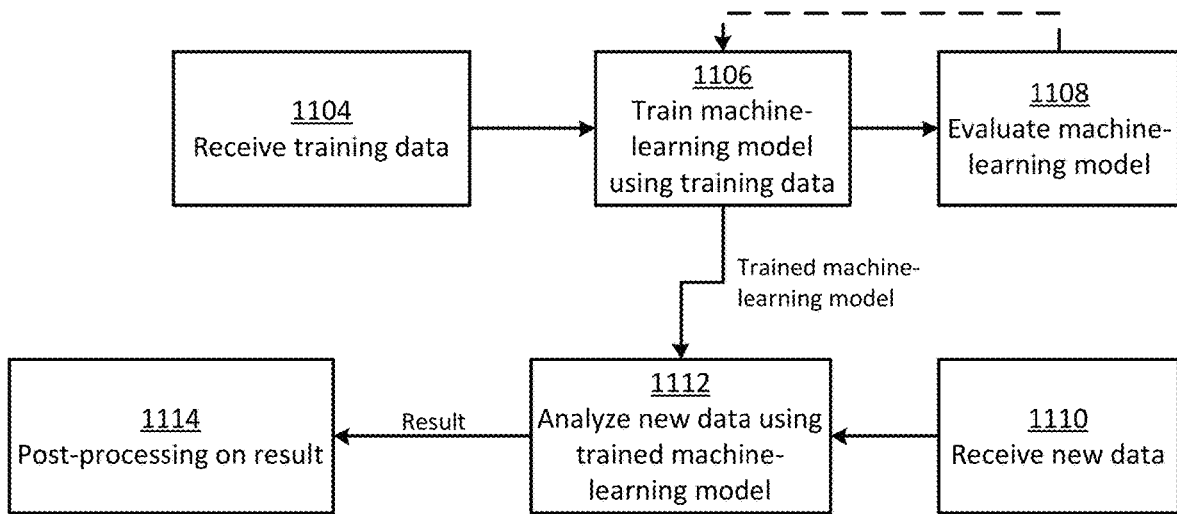 1104
Receive training data
1106
Train machine-
learning model
using training data
1108
Evaluate machine-
learning model
Trained machine-
learning model
1114
Post-processing on result
Result
1112
Analyze new data using
trained machine-
learning model
1110
Receive new data